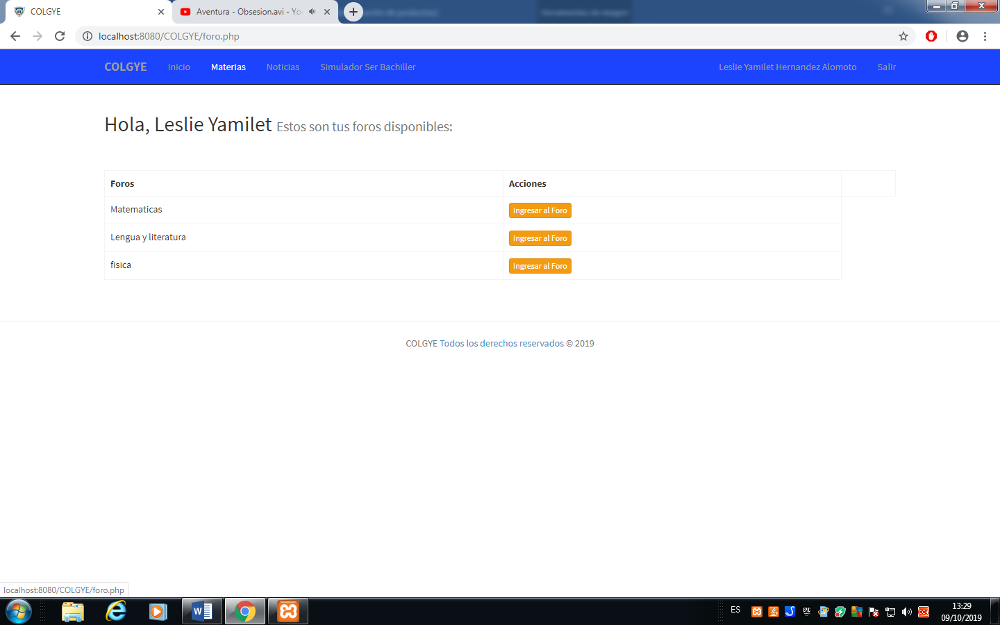 COLGYE
Aventura - Obsesion.avi - Yo
localhost:8080/COLGYE/foro.php
COLGYE Inicio Materias Noticias Simulador Ser Bachiller Leslie Yamilet Hernandez Alomoto Salir
Hola, Leslie Yamilet Estos son tus foros disponibles:
Foros Acciones
Matematicas Ingresar al Foro
Lengua y literatura Ingresar al Foro
fisica Ingresar al Foro
COLGYE Todos los derechos reservados © 2019
localhost:8080/COLGYE/foro.php
ES
13:29
09/10/2019